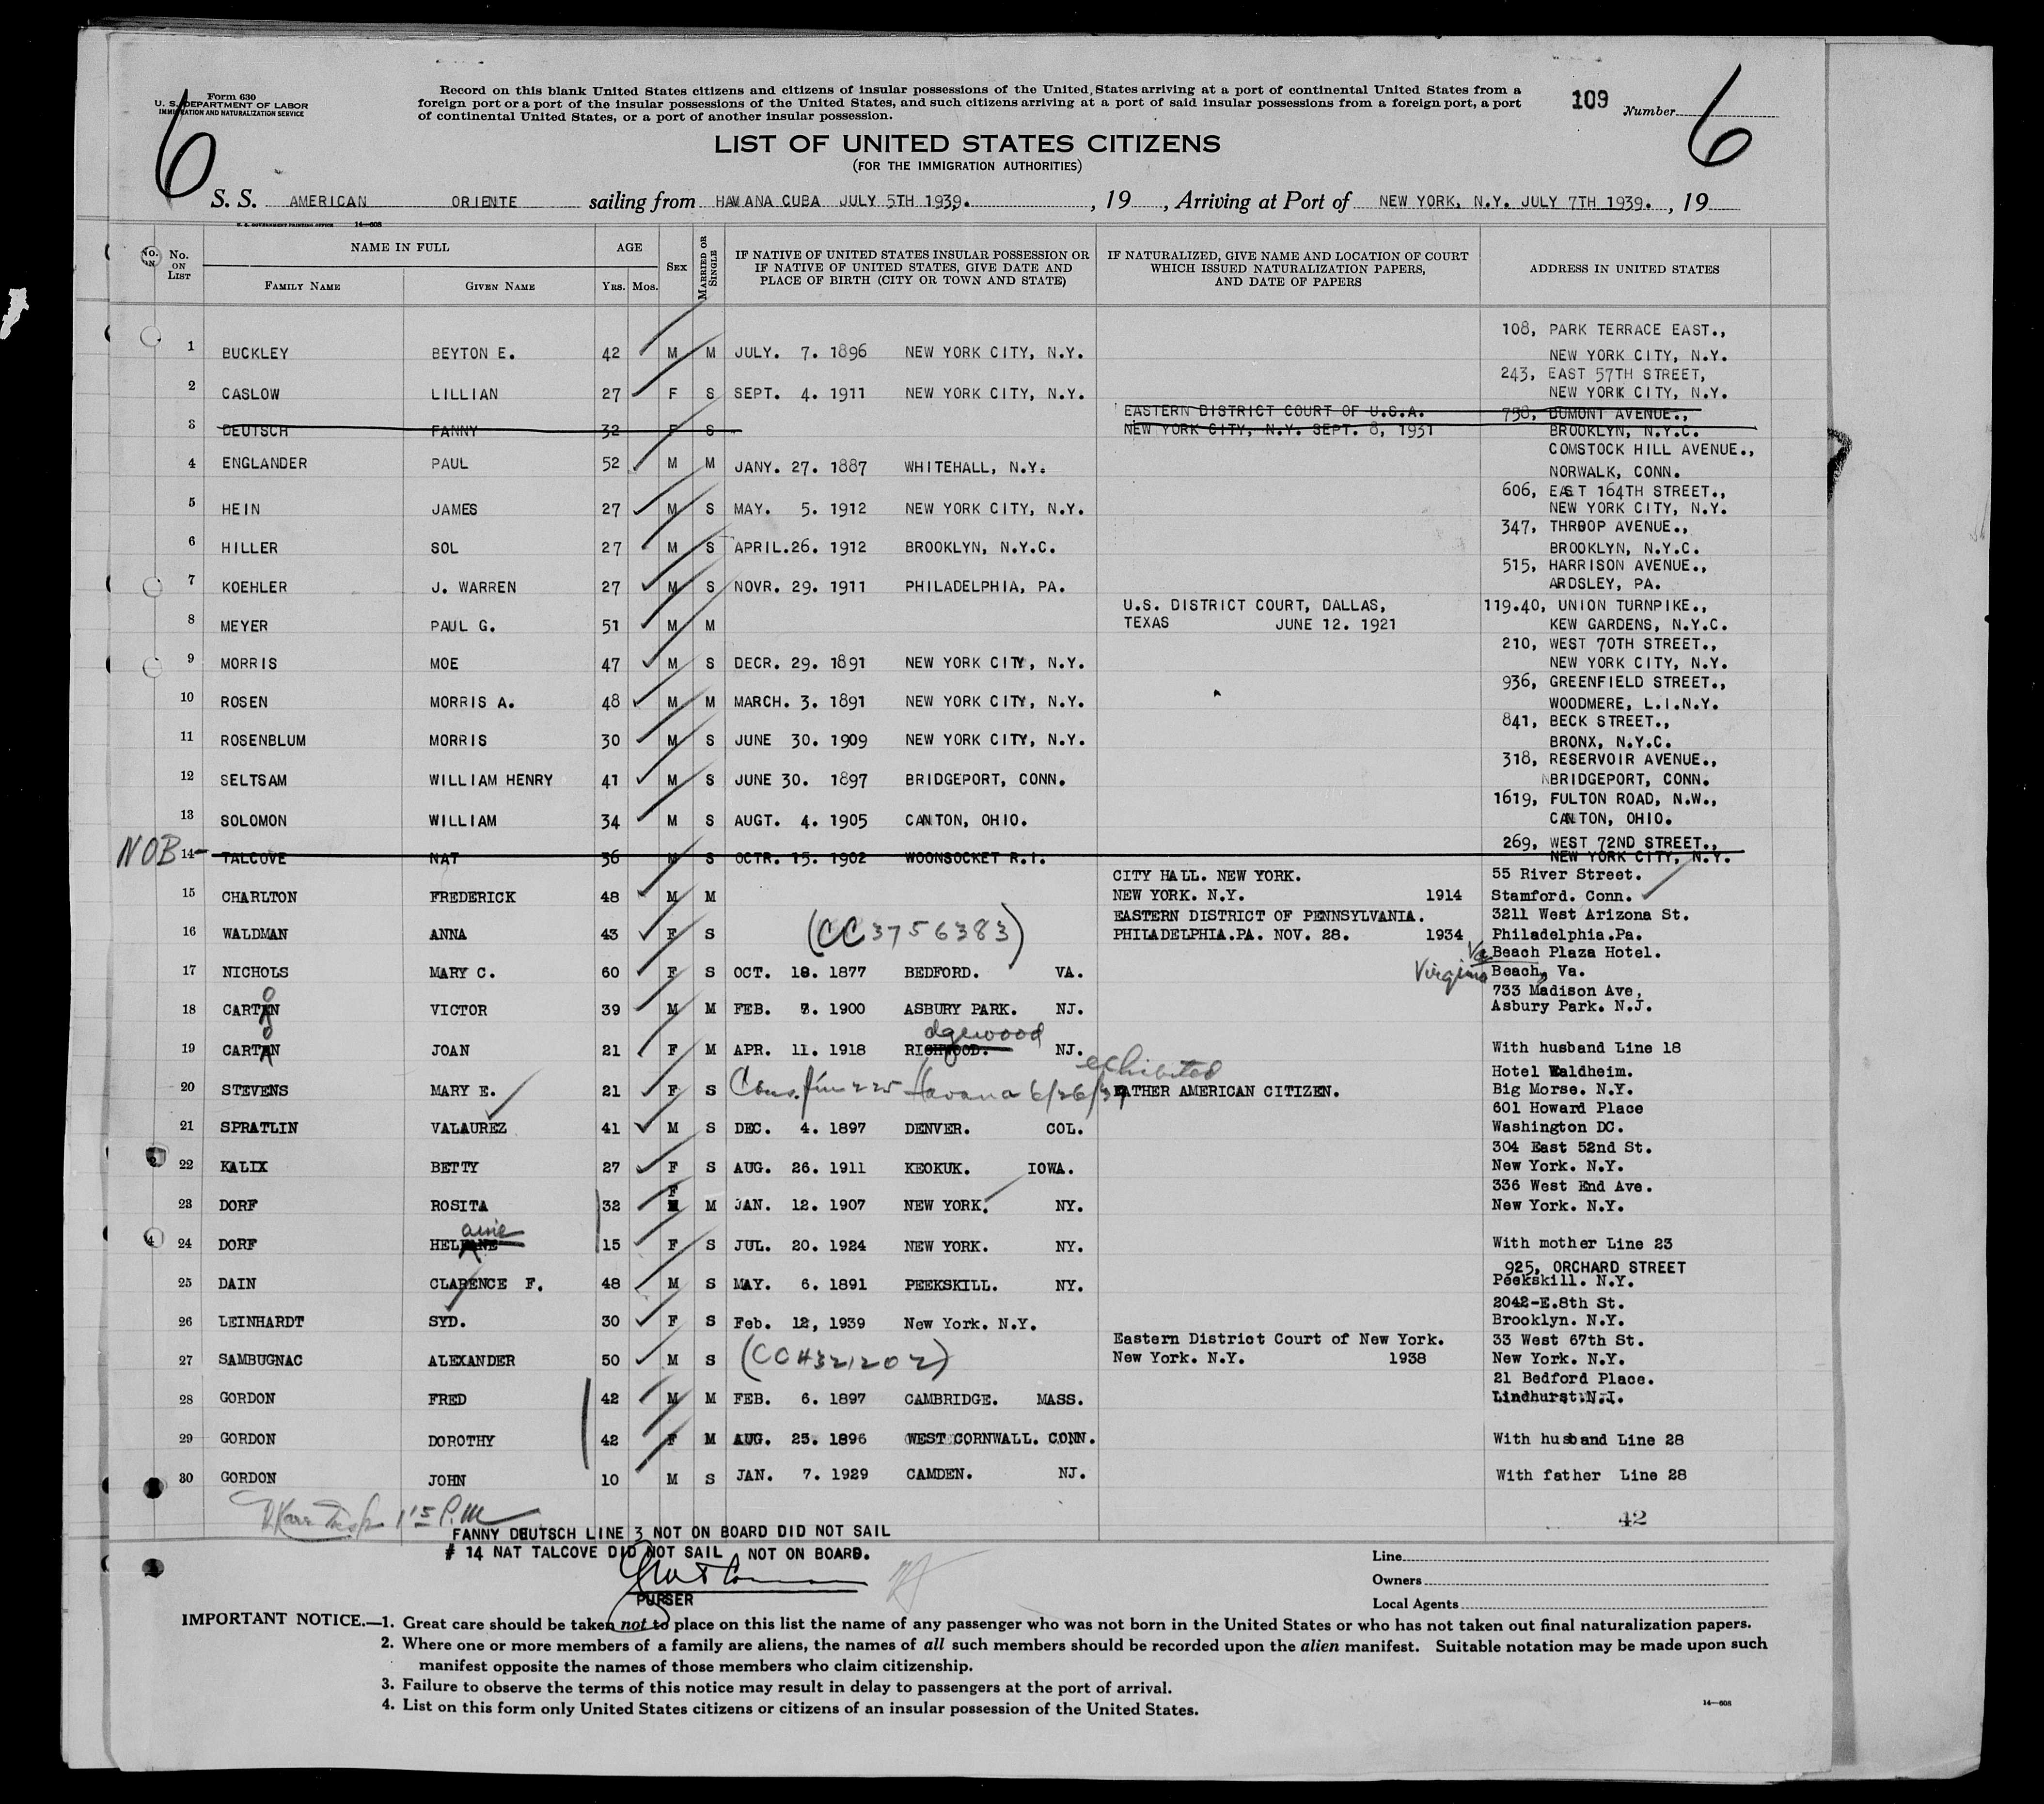 Form 630
U. S. DEPARTMENT OF LABOR
IMMIGRATION AND NATURALIZATION SERVICE
Record on this blank United States citizens and citizens of insular possessions of the United States arriving at a port of continental United States from a
foreign port or a port of the insular possessions of the United States, and such citizens arriving at a port of said insular possessions from a foreign port, a port
of continental United States, or a port of another insular possession.
109 Number 6
6
LIST OF UNITED STATES CITIZENS
(FOR THE IMMIGRATION AUTHORITIES)
S. S. AMERICAN ORIENTE sailing from HAVANA CUBA JULY 5TH 1939. , 19 , Arriving at Port of NEW YORK, N.Y. JULY 7TH 1939. , 19
U. S. GOVERNMENT PRINTING OFFICE 14—608
No. ON LIST
NAME IN FULL
FAMILY NAME GIVEN NAME
AGE
YRS. MOS.
SEX
MARRIED OR SINGLE
IF NATIVE OF UNITED STATES INSULAR POSSESSION OR
IF NATIVE OF UNITED STATES, GIVE DATE AND
PLACE OF BIRTH (CITY OR TOWN AND STATE)
IF NATURALIZED, GIVE NAME AND LOCATION OF COURT
WHICH ISSUED NATURALIZATION PAPERS,
AND DATE OF PAPERS
ADDRESS IN UNITED STATES
108, PARK TERRACE EAST.,
1 BUCKLEY BEYTON E. 42 M M JULY. 7. 1896 NEW YORK CITY, N.Y. NEW YORK CITY, N.Y.
243, EAST 57TH STREET,
2 CASLOW LILLIAN 27 F S SEPT. 4. 1911 NEW YORK CITY, N.Y. NEW YORK CITY, N.Y.
EASTERN DISTRICT COURT OF U.S.A. 738, DUMONT AVENUE.,
3 DEUTSCH FANNY 32 F S NEW YORK CITY, N.Y. SEPT. 8, 1931 BROOKLYN, N.Y.C.
COMSTOCK HILL AVENUE.,
4 ENGLANDER PAUL 52 M M JANY. 27. 1887 WHITEHALL, N.Y. NORWALK, CONN.
606, EAST 164TH STREET.,
5 HEIN JAMES 27 M S MAY. 5. 1912 NEW YORK CITY, N.Y. NEW YORK CITY, N.Y.
347, THROOP AVENUE.,
6 HILLER SOL 27 M S APRIL.26. 1912 BROOKLYN, N.Y.C. BROOKLYN, N.Y.C.
515, HARRISON AVENUE.,
7 KOEHLER J. WARREN 27 M S NOVR. 29. 1911 PHILADELPHIA, PA. ARDSLEY, PA.
U.S. DISTRICT COURT, DALLAS, 119.40, UNION TURNPIKE.,
8 MEYER PAUL G. 51 M M TEXAS JUNE 12. 1921 KEW GARDENS, N.Y.C.
210, WEST 70TH STREET.,
9 MORRIS MOE 47 M S DECR. 29. 1891 NEW YORK CITY, N.Y. NEW YORK CITY, N.Y.
936, GREENFIELD STREET.,
10 ROSEN MORRIS A. 48 M M MARCH. 3. 1891 NEW YORK CITY, N.Y. WOODMERE, L.I.N.Y.
841, BECK STREET.,
11 ROSENBLUM MORRIS 30 M S JUNE 30. 1909 NEW YORK CITY, N.Y. BRONX, N.Y.C.
318, RESERVOIR AVENUE.,
12 SELTSAM WILLIAM HENRY 41 M S JUNE 30. 1897 BRIDGEPORT, CONN. BRIDGEPORT, CONN.
1619, FULTON ROAD, N.W.,
13 SOLOMON WILLIAM 34 M S AUGT. 4. 1905 CANTON, OHIO. CANTON, OHIO.
269, WEST 72ND STREET.,
NOB - 14 TALCOVE NAT 36 M S OCTR. 15. 1902 WOONSOCKET R.I. NEW YORK CITY, N.Y.
CITY HALL. NEW YORK. 55 River Street.
15 CHARLTON FREDERICK 48 M M NEW YORK. N.Y. 1914 Stamford. Conn.
EASTERN DISTRICT OF PENNSYLVANIA. 3211 West Arizona St.
16 WALDMAN ANNA 43 F S (CC3756383) PHILADELPHIA.PA. NOV. 28. 1934 Philadelphia.Pa.
Va Beach Plaza Hotel.
17 NICHOLS MARY C. 60 F S OCT. 18. 1877 BEDFORD. VA. Virginia Beach, Va.
733 Madison Ave,
18 CARTON VICTOR 39 M M FEB. 8. 1900 ASBURY PARK. NJ. Asbury Park. N.J.
dgewood
19 CARTON JOAN 21 F M APR. 11. 1918 RICHWOOD. NJ. With husband Line 18
exhibited Hotel Waldheim.
20 STEVENS MARY E. 21 F S Havana 6/26/39 FATHER AMERICAN CITIZEN. Big Morse. N.Y.
601 Howard Place
21 SPRATLIN VALAUREZ 41 M S DEC. 4. 1897 DENVER. COL. Washington DC.
304 East 52nd St.
22 KALIX BETTY 27 F S AUG. 26. 1911 KEOKUK. IOWA. New York. N.Y.
336 West End Ave.
23 DORF ROSITA 32 F M JAN. 12. 1907 NEW YORK. NY. New York. N.Y.
aine
24 DORF HELENE 15 F S JUL. 20. 1924 NEW YORK. NY. With mother Line 23
925, ORCHARD STREET
25 DAIN CLARENCE F. 48 M S MAY. 6. 1891 PEEKSKILL. NY. Peekskill. N.Y.
2042-E.8th St.
26 LEINHARDT SYD. 30 F S Feb. 12, 1939 New York. N.Y. Brooklyn. N.Y.
Eastern District Court of New York. 33 West 67th St.
27 SAMBUGNAC ALEXANDER 50 M S (CC#321202) New York. N.Y. 1938 New York. N.Y.
21 Bedford Place.
28 GORDON FRED 42 M M FEB. 6. 1897 CAMBRIDGE. MASS. Lindhurst.N.J.
29 GORDON DOROTHY 42 F M AUG. 25. 1896 WEST CORNWALL. CONN. With husband Line 28
30 GORDON JOHN 10 M S JAN. 7. 1929 CAMDEN. NJ. With father Line 28
1 15 P.M 42
FANNY DEUTSCH LINE 3 NOT ON BOARD DID NOT SAIL
# 14 NAT TALCOVE DID NOT SAIL NOT ON BOARD.
PURSER
Line
Owners
Local Agents
IMPORTANT NOTICE.—1. Great care should be taken not to place on this list the name of any passenger who was not born in the United States or who has not taken out final naturalization papers.
2. Where one or more members of a family are aliens, the names of all such members should be recorded upon the alien manifest. Suitable notation may be made upon such
manifest opposite the names of those members who claim citizenship.
3. Failure to observe the terms of this notice may result in delay to passengers at the port of arrival.
4. List on this form only United States citizens or citizens of an insular possession of the United States.
14—608